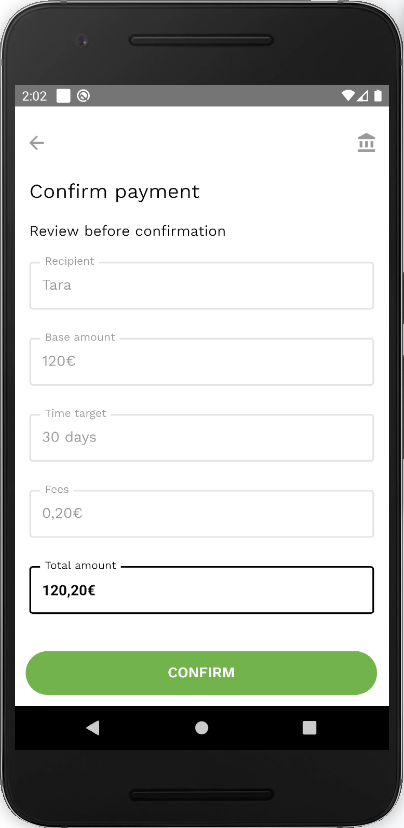 2:02
Confirm payment
Review before confirmation
Recipient
Tara
Base amount
120€
Time target
30 days
Fees
0,20€
Total amount
120,20€
CONFIRM